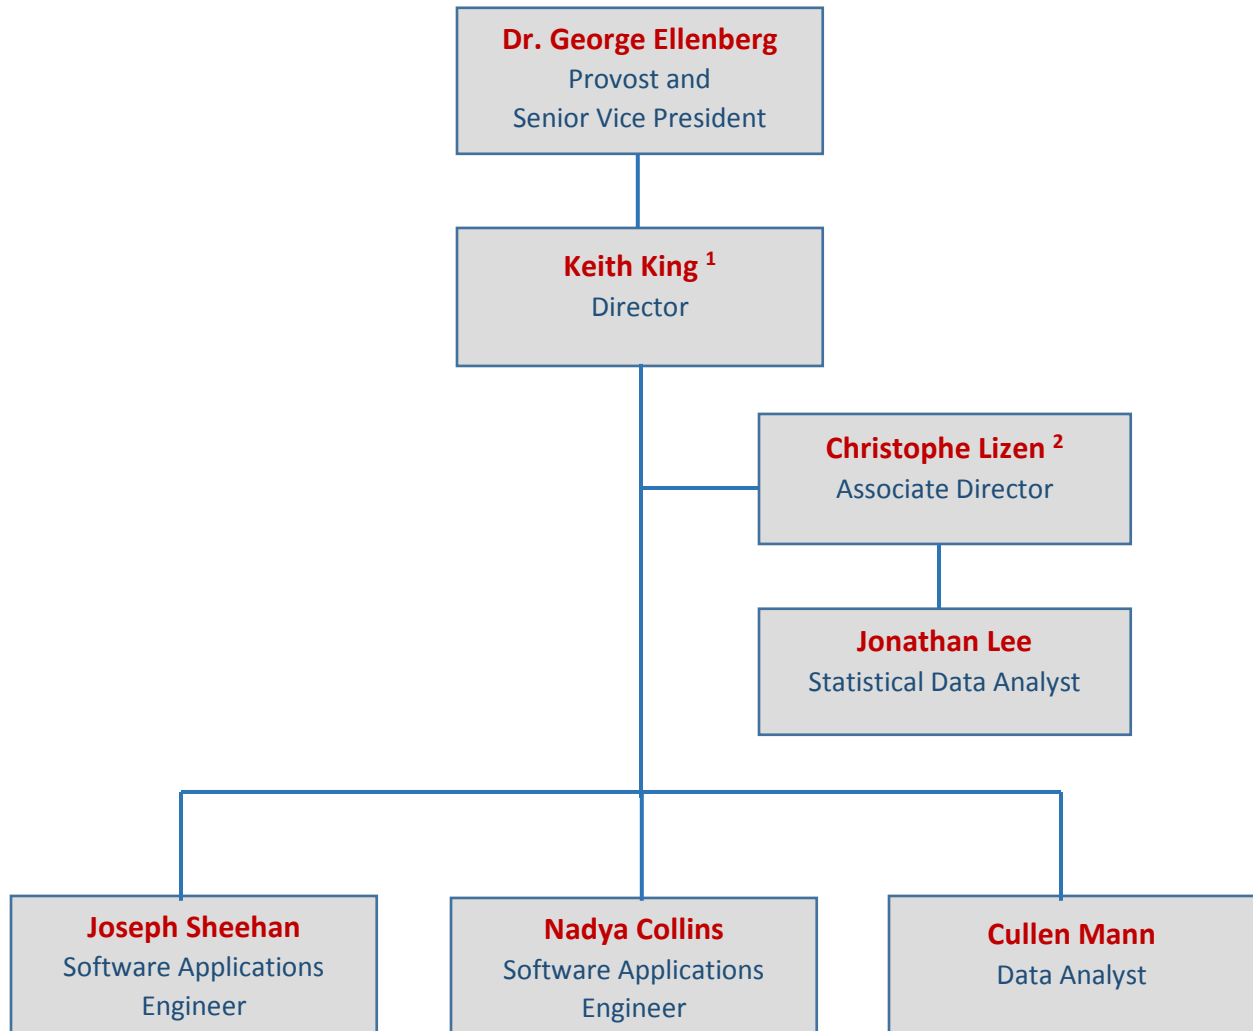 Dr. George Ellenberg
Provost and
Senior Vice President
Keith King ¹
Director
Christophe Lizen ²
Associate Director
Jonathan Lee
Statistical Data Analyst
Joseph Sheehan
Software Applications
Engineer
Nadya Collins
Software Applications
Engineer
Cullen Mann
Data Analyst